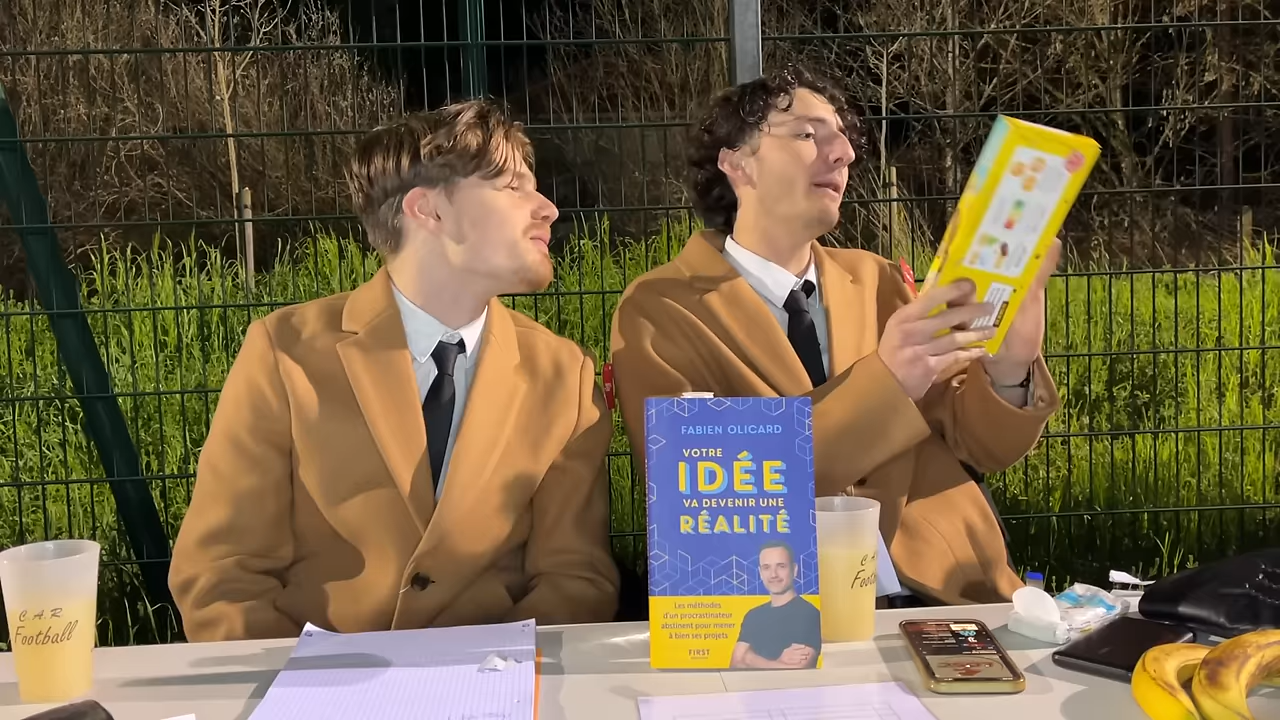 FABIEN OLICARD
VOTRE
IDÉE
VA DEVENIR UNE
RÉALITÉ
Les méthodes
d'un procrastinateur
abstinent pour mener
à bien ses projets
FIRST
C.A.R
Football
C.A.
Footb